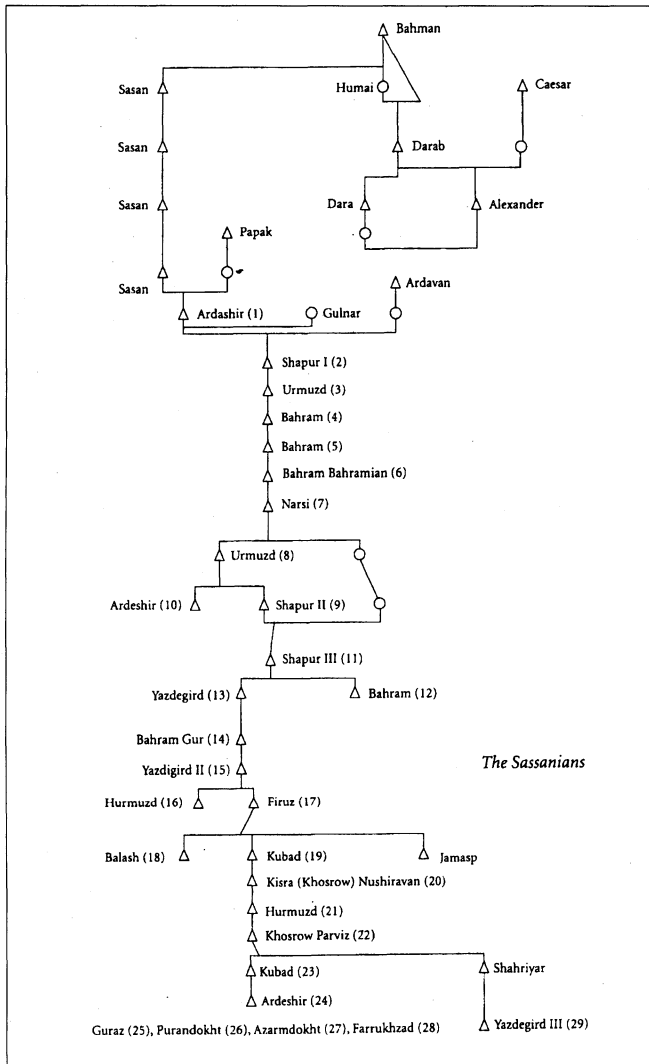 Bahman
Sasan
Humai
Caesar
Sasan
Darab
Sasan
Dara
Alexander
Papak
Sasan
Ardavan
Ardashir (1)
Gulnar
Shapur I (2)
Urmuzd (3)
Bahram (4)
Bahram (5)
Bahram Bahramian (6)
Narsi (7)
Urmuzd (8)
Ardeshir (10)
Shapur II (9)
Shapur III (11)
Yazdegird (13)
Bahram (12)
Bahram Gur (14)
The Sassanians
Yazdigird II (15)
Hurmuzd (16)
Firuz (17)
Balash (18)
Kubad (19)
Jamasp
Kisra (Khosrow) Nushiravan (20)
Hurmuzd (21)
Khosrow Parviz (22)
Kubad (23)
Shahriyar
Ardeshir (24)
Guraz (25), Purandokht (26), Azarmdokht (27), Farrukhzad (28)
Yazdegird III (29)